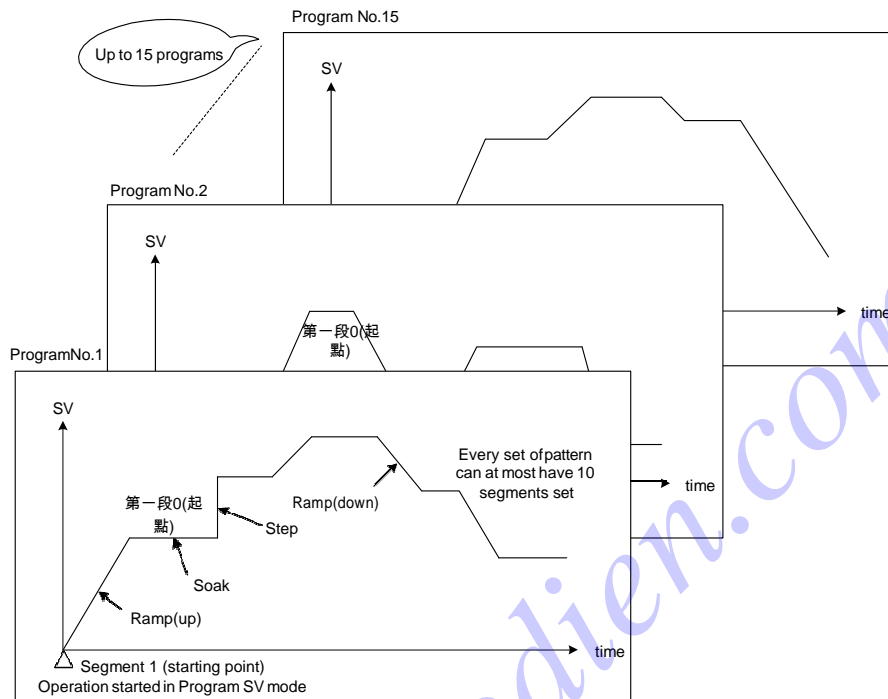 Program No.15
Up to 15 programs
SV
time
Program No.2
SV
第一段0(起
點)
time
ProgramNo.1
SV
Every set of pattern
can at most have 10
segments set
第一段0(起
點)
Ramp(down)
Step
Soak
Ramp(up)
time
Segment 1 (starting point)
Operation started in Program SV mode
odien.com